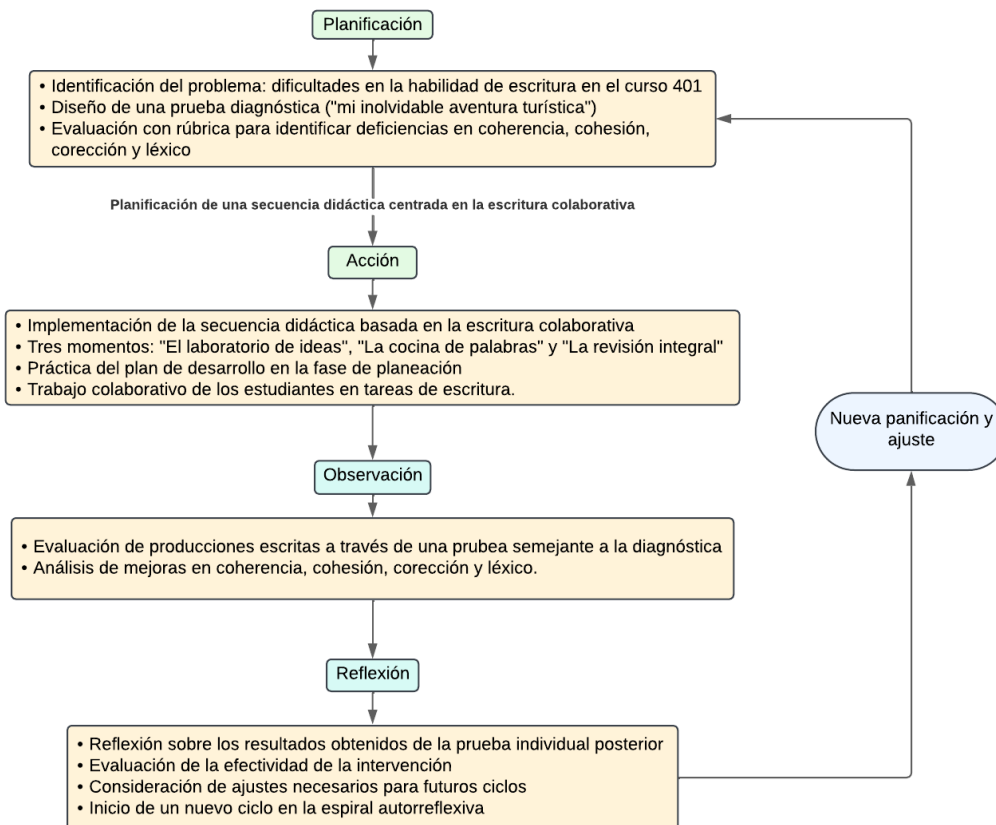 Planificación
• Identificación del problema: dificultades en la habilidad de escritura en el curso 401
• Diseño de una prueba diagnóstica ("mi inolvidable aventura turística")
• Evaluación con rúbrica para identificar deficiencias en coherencia, cohesión,
corección y léxico
Planificación de una secuencia didáctica centrada en la escritura colaborativa
Acción
• Implementación de la secuencia didáctica basada en la escritura colaborativa
• Tres momentos: "El laboratorio de ideas", "La cocina de palabras" y "La revisión integral"
• Práctica del plan de desarrollo en la fase de planeación
• Trabajo colaborativo de los estudiantes en tareas de escritura.
Observación
• Evaluación de producciones escritas a través de una prubea semejante a la diagnóstica
• Análisis de mejoras en coherencia, cohesión, corección y léxico.
Reflexión
• Reflexión sobre los resultados obtenidos de la prueba individual posterior
• Evaluación de la efectividad de la intervención
• Consideración de ajustes necesarios para futuros ciclos
• Inicio de un nuevo ciclo en la espiral autorreflexiva
Nueva panificación y
ajuste